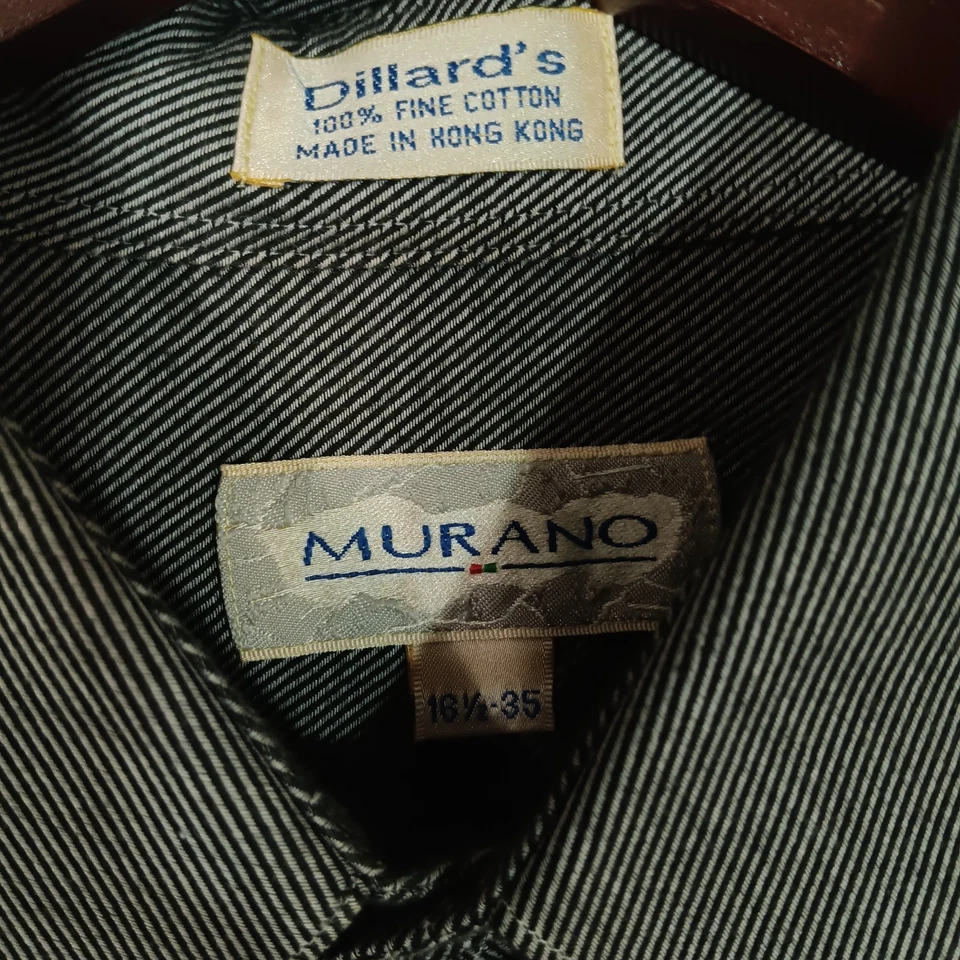 Dillard's
100% FINE COTTON
MADE IN HONG KONG
MURANO
16½-35